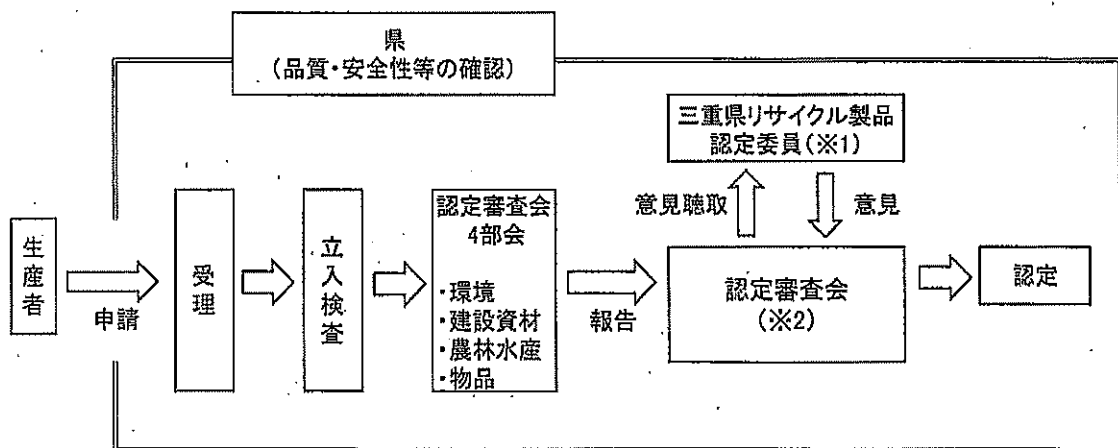 県
(品質・安全性等の確認)
三重県リサイクル製品
認定委員(※1)
生産者
申請
受理
立入検査
認定審査会
4部会
・環境
・建設資材
・農林水産
・物品
報告
意見聴取
意見
認定審査会
(※2)
認定